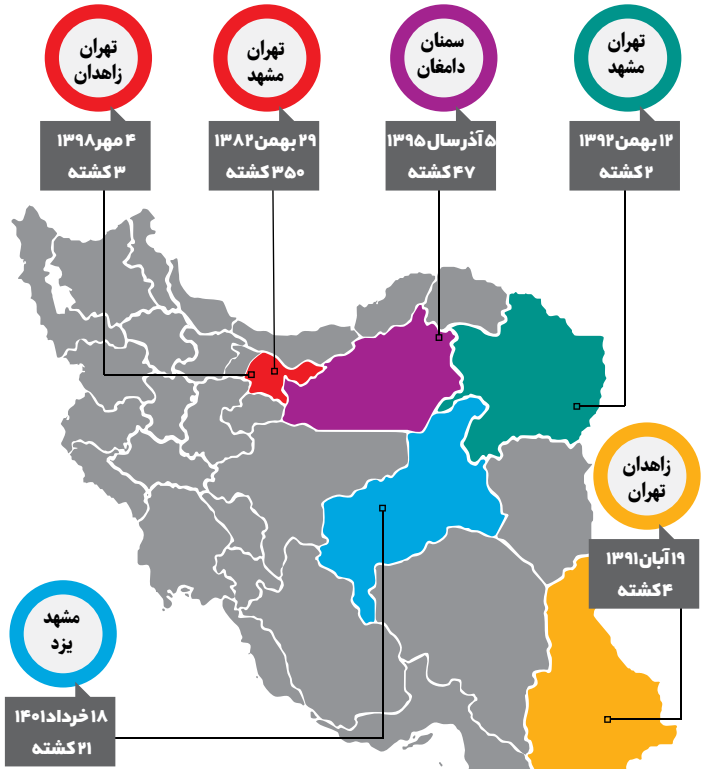 تهران
مشهد
۱۲ بهمن ۱۳۹۲
۲ کشته
سمنان
دامغان
۵ آذر سال ۱۳۹۵
۴۷ کشته
تهران
مشهد
۲۹ بهمن ۱۳۸۲
۳۵۰ کشته
تهران
زاهدان
۴ مهر ۱۳۹۸
۳ کشته
زاهدان
تهران
۱۹ آبان ۱۳۹۱
۴ کشته
مشهد
یزد
۱۸ خرداد ۱۴۰۱
۲۱ کشته